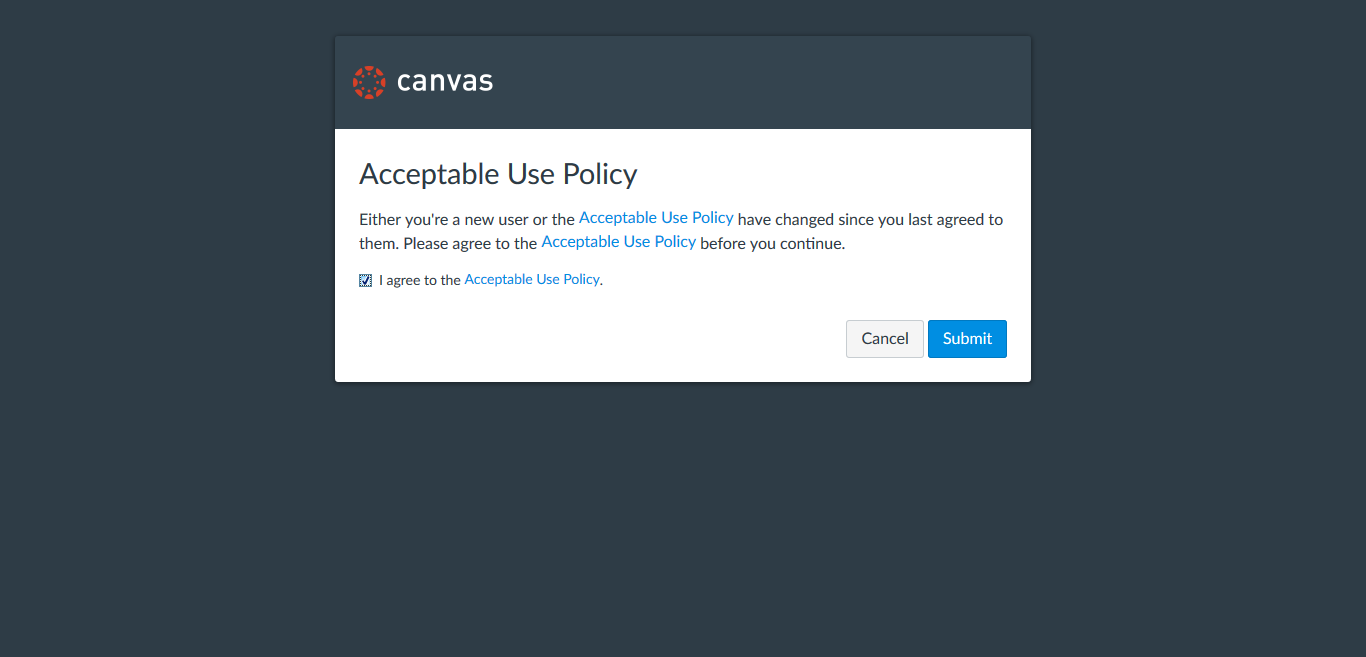 canvas
Acceptable Use Policy
Either you're a new user or the Acceptable Use Policy have changed since you last agreed to
them. Please agree to the Acceptable Use Policy before you continue.
I agree to the Acceptable Use Policy.
Cancel Submit